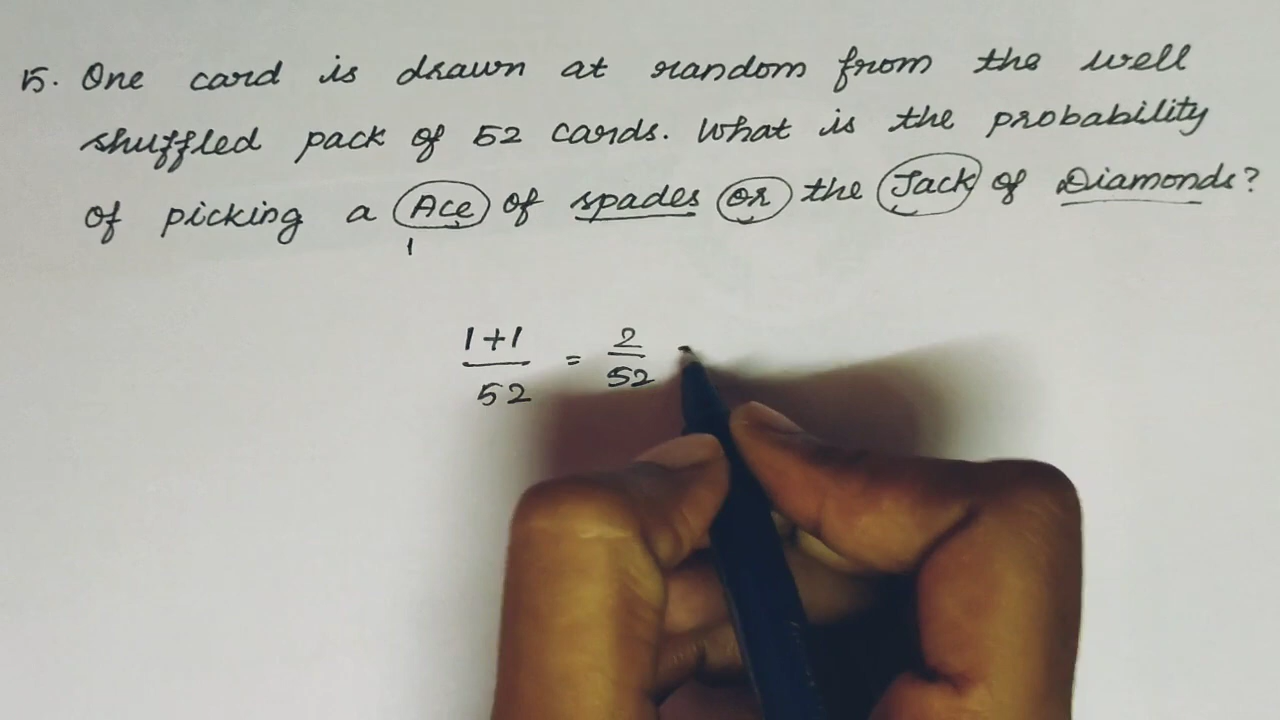 15. One card is drawn at random from the well
shuffled pack of 52 cards. What is the probability
of picking a Ace of spades or the Jack of Diamonds?
1
1+1
52
=
2
52